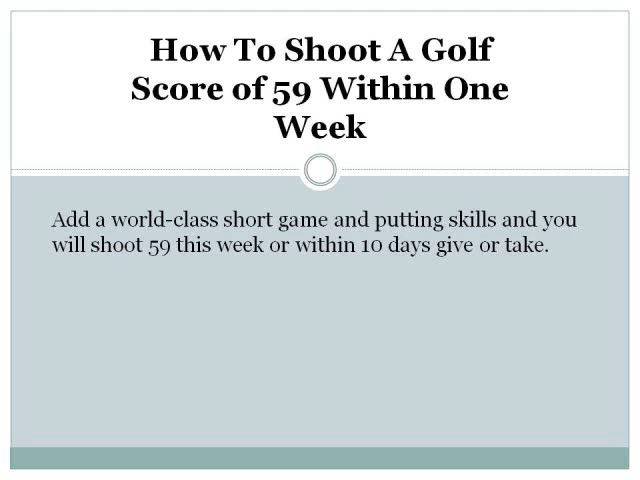 How To Shoot A Golf
Score of 59 Within One
Week
Add a world-class short game and putting skills and you
will shoot 59 this week or within 10 days give or take.